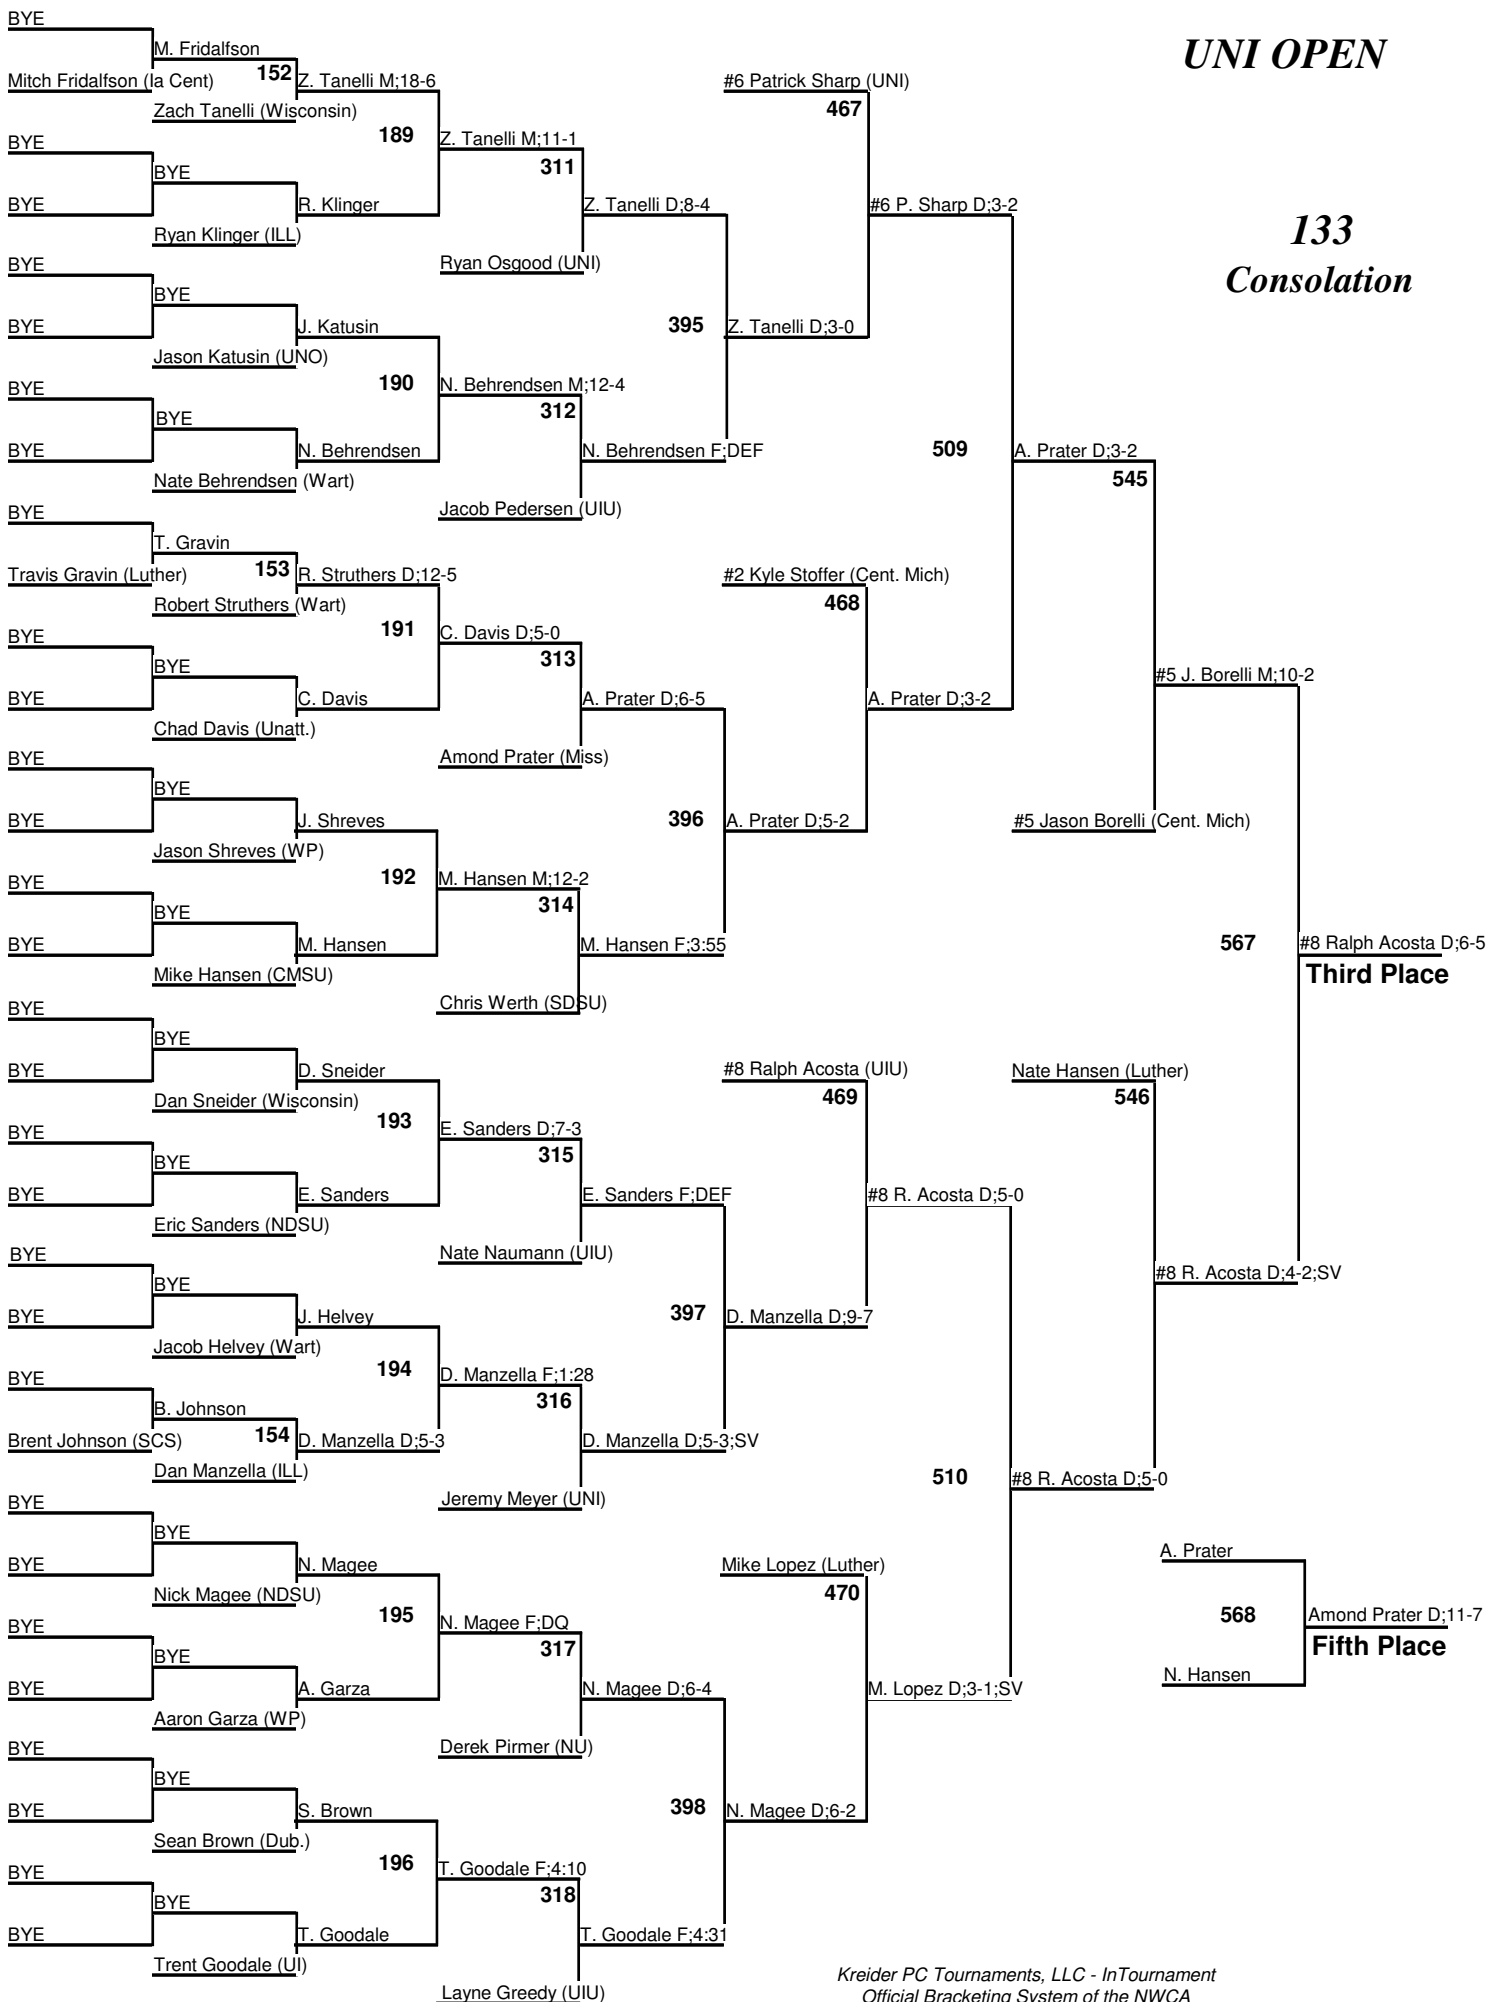 BYE
UNI OPEN
M. Fridalfson
Mitch Fridalfson (Ia Cent)
152
Z. Tanelli M;18-6
#6 Patrick Sharp (UNI)
Zach Tanelli (Wisconsin)
467
189
BYE
Z. Tanelli M;11-1
311
BYE
BYE
R. Klinger
Z. Tanelli D;8-4
#6 P. Sharp D;3-2
133
Ryan Klinger (ILL)
BYE
Ryan Osgood (UNI)
Consolation
BYE
BYE
J. Katusin
395
Z. Tanelli D;3-0
Jason Katusin (UNO)
190
BYE
N. Behrendsen M;12-4
312
BYE
BYE
N. Behrendsen
N. Behrendsen F;DEF
509
A. Prater D;3-2
Nate Behrendsen (Wart)
545
BYE
Jacob Pedersen (UIU)
T. Gravin
Travis Gravin (Luther)
153
R. Struthers D;12-5
#2 Kyle Stoffer (Cent. Mich)
Robert Struthers (Wart)
468
191
BYE
C. Davis D;5-0
313
BYE
#5 J. Borelli M;10-2
BYE
C. Davis
A. Prater D;6-5
A. Prater D;3-2
Chad Davis (Unatt.)
BYE
Amond Prater (Miss)
BYE
BYE
J. Shreves
396
A. Prater D;5-2
#5 Jason Borelli (Cent. Mich)
Jason Shreves (WP)
192
BYE
M. Hansen M;12-2
314
BYE
BYE
M. Hansen
M. Hansen F;3:55
567
#8 Ralph Acosta D;6-5
Mike Hansen (CMSU)
Third Place
BYE
Chris Werth (SDSU)
BYE
BYE
D. Sneider
#8 Ralph Acosta (UIU)
Nate Hansen (Luther)
Dan Sneider (Wisconsin)
469
546
193
BYE
E. Sanders D;7-3
315
BYE
BYE
E. Sanders
E. Sanders F;DEF
#8 R. Acosta D;5-0
Eric Sanders (NDSU)
BYE
Nate Naumann (UIU)
#8 R. Acosta D;4-2;SV
BYE
BYE
J. Helvey
397
D. Manzella D;9-7
Jacob Helvey (Wart)
194
BYE
D. Manzella F;1:28
316
B. Johnson
Brent Johnson (SCS)
154
D. Manzella D;5-3
D. Manzella D;5-3;SV
Dan Manzella (ILL)
510
#8 R. Acosta D;5-0
BYE
Jeremy Meyer (UNI)
BYE
A. Prater
BYE
N. Magee
Mike Lopez (Luther)
Nick Magee (NDSU)
470
195
BYE
N. Magee F;DQ
317
568
Amond Prater D;11-7
Fifth Place
BYE
N. Hansen
BYE
A. Garza
N. Magee D;6-4
M. Lopez D;3-1;SV
Aaron Garza (WP)
BYE
Derek Pirmer (NU)
BYE
BYE
S. Brown
398
N. Magee D;6-2
Sean Brown (Dub.)
196
BYE
T. Goodale F;4:10
318
BYE
BYE
T. Goodale
T. Goodale F;4:31
Trent Goodale (UI)
Layne Greedy (UIU)
Kreider PC Tournaments, LLC - InTournament
Official Bracketing System of the NWCA